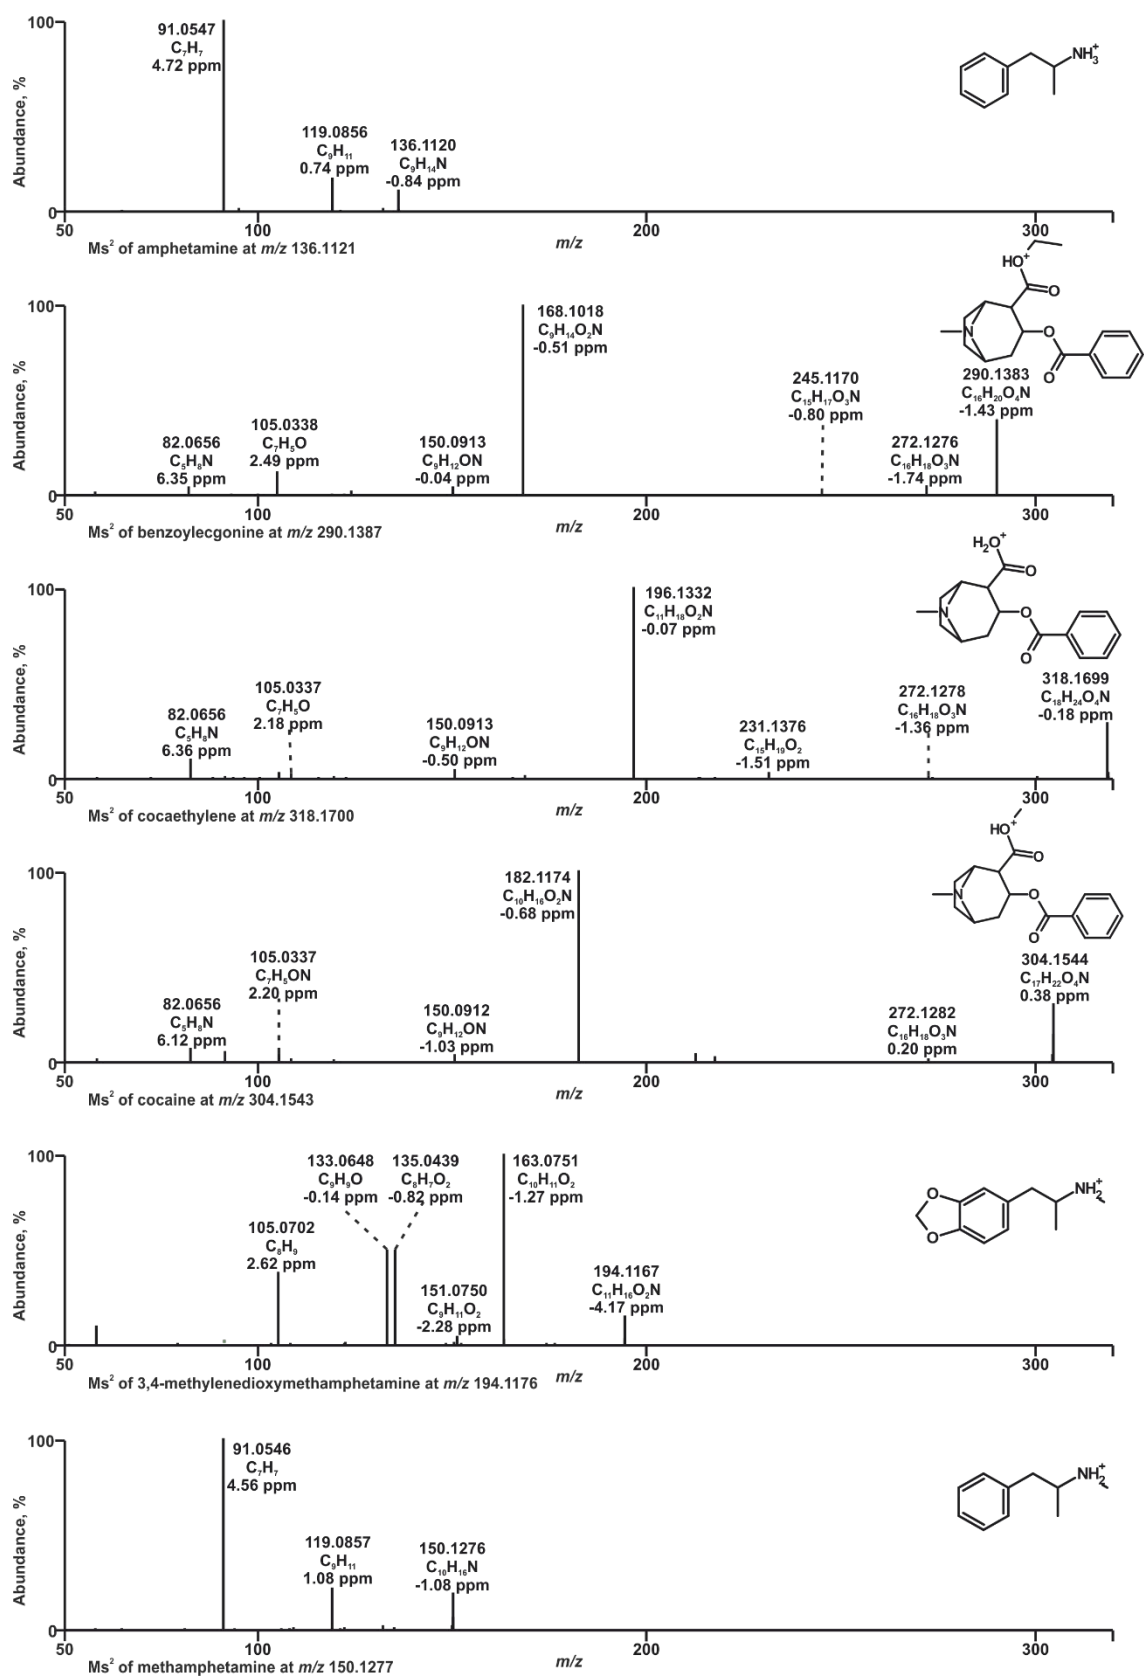 100
91.0547
C₇H₇
4.72 ppm
119.0856
C₉H₁₁
0.74 ppm
136.1120
C₉H₁₄N
-0.84 ppm
NH₃⁺
Abundance, %
0
50
100
200
300
m/z
Ms² of amphetamine at m/z 136.1121
HO⁺
O
N
O
O
100
168.1018
C₉H₁₄O₂N
-0.51 ppm
245.1170
C₁₅H₁₇O₃N
-0.80 ppm
290.1383
C₁₆H₂₀O₄N
-1.43 ppm
82.0656
C₅H₈N
6.35 ppm
105.0338
C₇H₅O
2.49 ppm
150.0913
C₉H₁₂ON
-0.04 ppm
272.1276
C₁₆H₁₈O₃N
-1.74 ppm
Abundance, %
0
50
100
200
300
m/z
Ms² of benzoylecgonine at m/z 290.1387
H₂O⁺
O
N
O
O
100
196.1332
C₁₁H₁₈O₂N
-0.07 ppm
82.0656
C₅H₈N
6.36 ppm
105.0337
C₇H₅O
2.18 ppm
150.0913
C₉H₁₂ON
-0.50 ppm
231.1376
C₁₅H₁₉O₂
-1.51 ppm
272.1278
C₁₆H₁₈O₃N
-1.36 ppm
318.1699
C₁₈H₂₄O₄N
-0.18 ppm
Abundance, %
0
50
100
200
300
m/z
Ms² of cocaethylene at m/z 318.1700
HO⁺
O
N
O
O
100
182.1174
C₁₀H₁₆O₂N
-0.68 ppm
82.0656
C₅H₈N
6.12 ppm
105.0337
C₇H₅ON
2.20 ppm
150.0912
C₉H₁₂ON
-1.03 ppm
272.1282
C₁₆H₁₈O₃N
0.20 ppm
304.1544
C₁₇H₂₂O₄N
0.38 ppm
Abundance, %
0
50
100
200
300
m/z
Ms² of cocaine at m/z 304.1543
100
133.0648
C₉H₉O
-0.14 ppm
135.0439
C₈H₇O₂
-0.82 ppm
163.0751
C₁₀H₁₁O₂
-1.27 ppm
105.0702
C₈H₉
2.62 ppm
151.0750
C₉H₁₁O₂
-2.28 ppm
194.1167
C₁₁H₁₆O₂N
-4.17 ppm
O
O
NH₂⁺
Abundance, %
0
50
100
200
300
m/z
Ms² of 3,4-methylenedioxymethamphetamine at m/z 194.1176
100
91.0546
C₇H₇
4.56 ppm
119.0857
C₉H₁₁
1.08 ppm
150.1276
C₁₀H₁₆N
-1.08 ppm
NH₂⁺
Abundance, %
0
50
100
200
300
m/z
Ms² of methamphetamine at m/z 150.1277